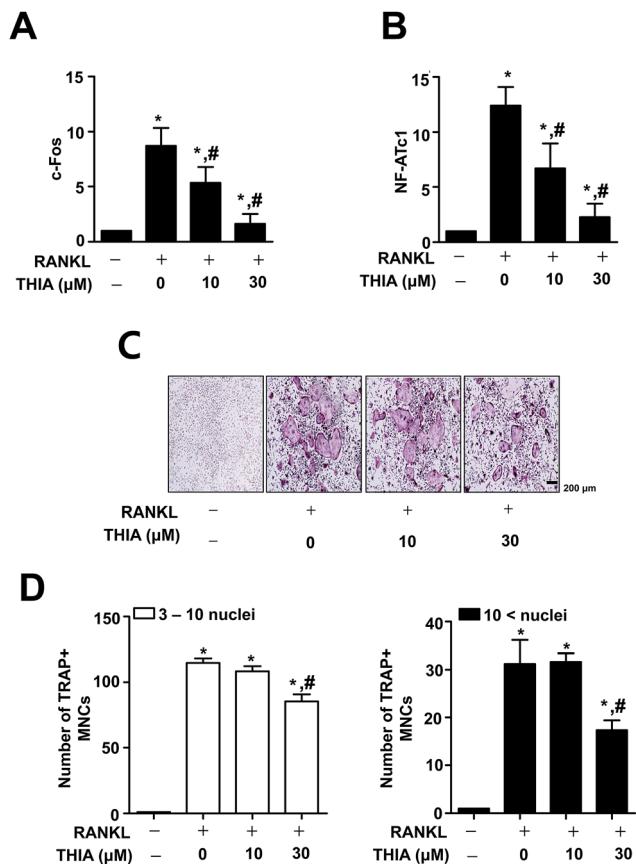 A
15
10
5
0
c-Fos
*
*,#
*,#
RANKL – + + +
THIA (µM) – 0 10 30
B
15
10
5
0
NF-ATc1
*
*,#
*,#
RANKL – + + +
THIA (µM) – 0 10 30
C
200 µm
RANKL – + + +
THIA (µM) – 0 10 30
D
3 – 10 nuclei
150
100
50
0
Number of TRAP+
MNCs
*
*
*,#
RANKL – + + +
THIA (µM) – 0 10 30
10 < nuclei
40
30
20
10
0
Number of TRAP+
MNCs
*
*
*,#
RANKL – + + +
THIA (µM) – 0 10 30